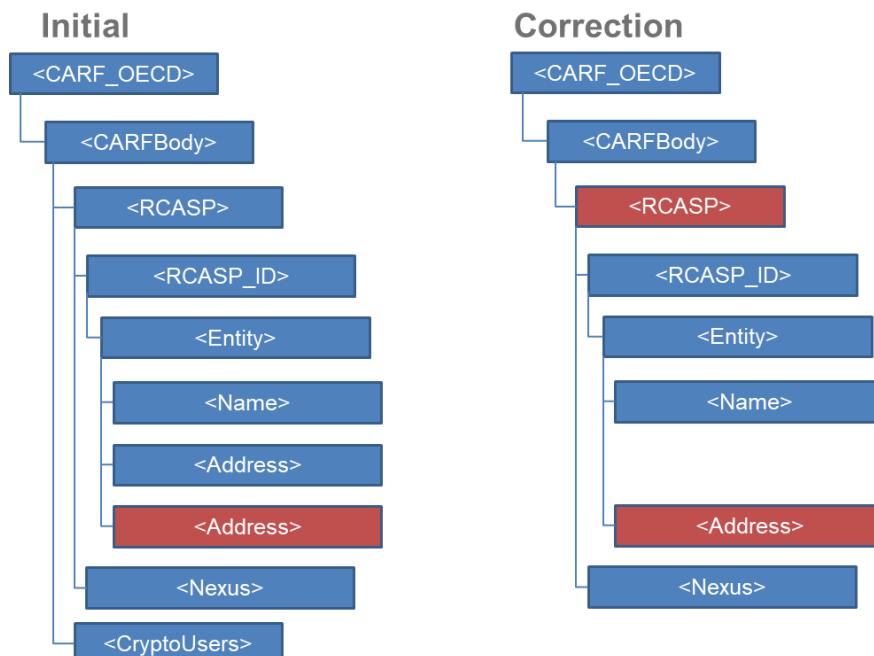 Initial
<CARF_OECD>
<CARFBody>
<RCASP>
<RCASP_ID>
<Entity>
<Name>
<Address>
<Address>
<Nexus>
<CryptoUsers>
Correction
<CARF_OECD>
<CARFBody>
<RCASP>
<RCASP_ID>
<Entity>
<Name>
<Address>
<Nexus>